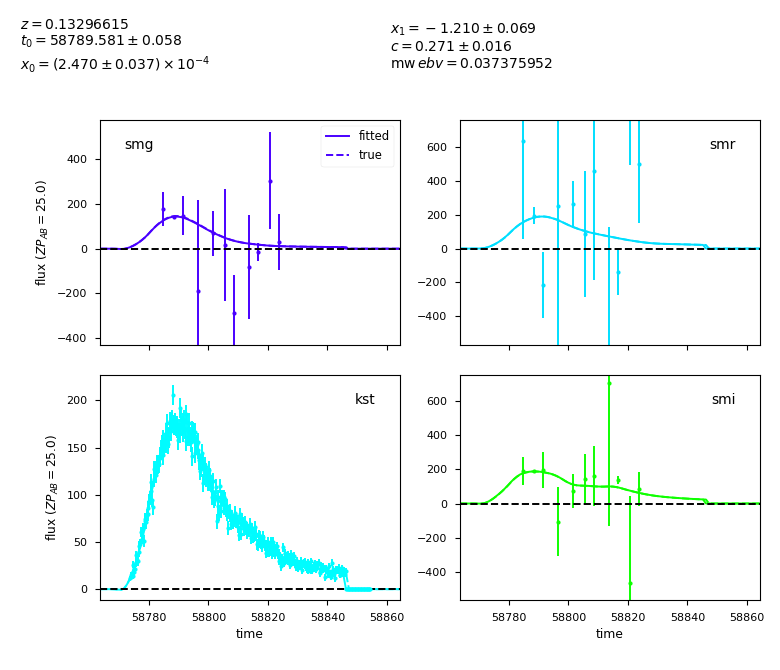 z = 0.13296615
t₀ = 58789.581 ± 0.058
x₀ = (2.470 ± 0.037) × 10⁻⁴
x₁ = −1.210 ± 0.069
c = 0.271 ± 0.016
mw ebv = 0.037375952
smg
fitted
true
400
200
0
−200
−400
flux (ZP_AB = 25.0)
smr
600
400
200
0
−200
−400
kst
200
150
100
50
0
flux (ZP_AB = 25.0)
58780 58800 58820 58840 58860
time
smi
600
400
200
0
−200
−400
58780 58800 58820 58840 58860
time